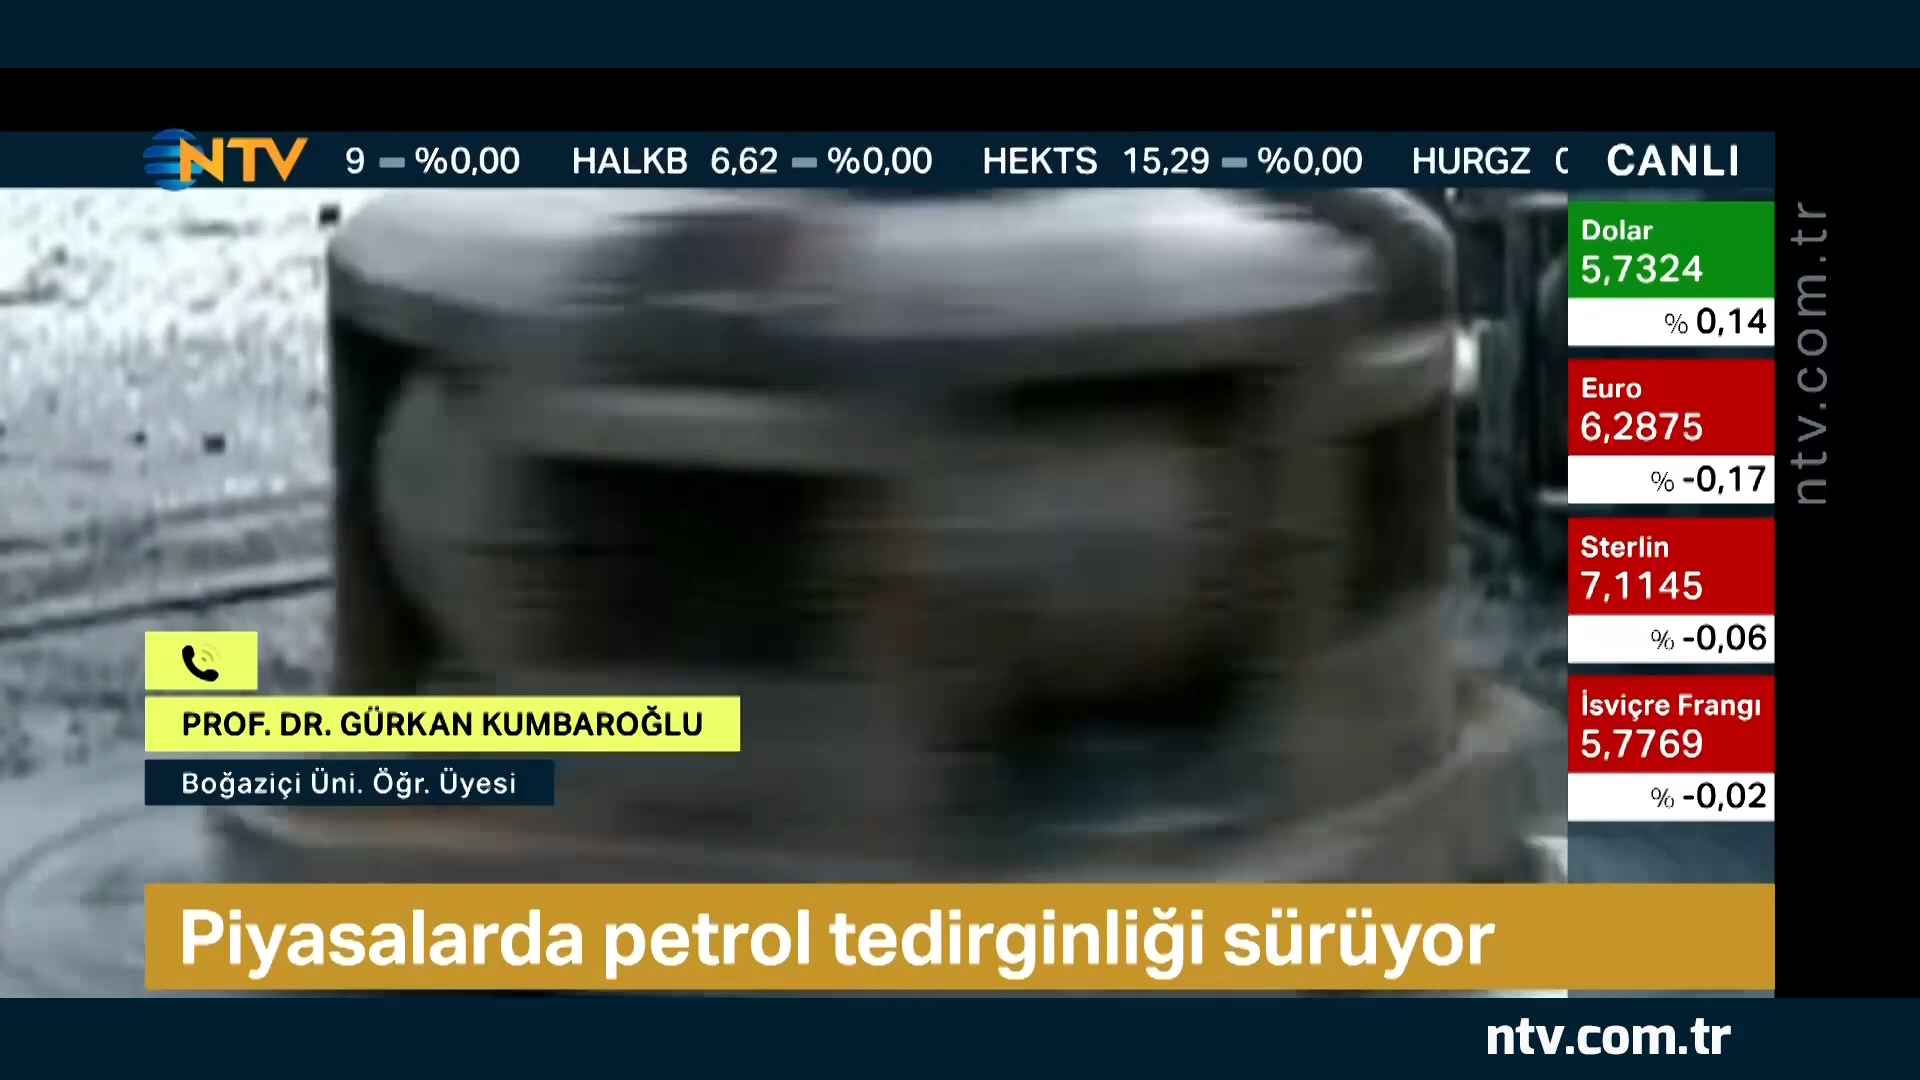 NTV 9 %0,00 HALKB 6,62 %0,00 HEKTS 15,29 %0,00 HURGZ CANLI
Dolar
5,7324
% 0,14
Euro
6,2875
% -0,17
Sterlin
7,1145
% -0,06
İsviçre Frangı
5,7769
% -0,02
ntv.com.tr
PROF. DR. GÜRKAN KUMBAROĞLU
Boğaziçi Üni. Öğr. Üyesi
Piyasalarda petrol tedirginliği sürüyor
ntv.com.tr